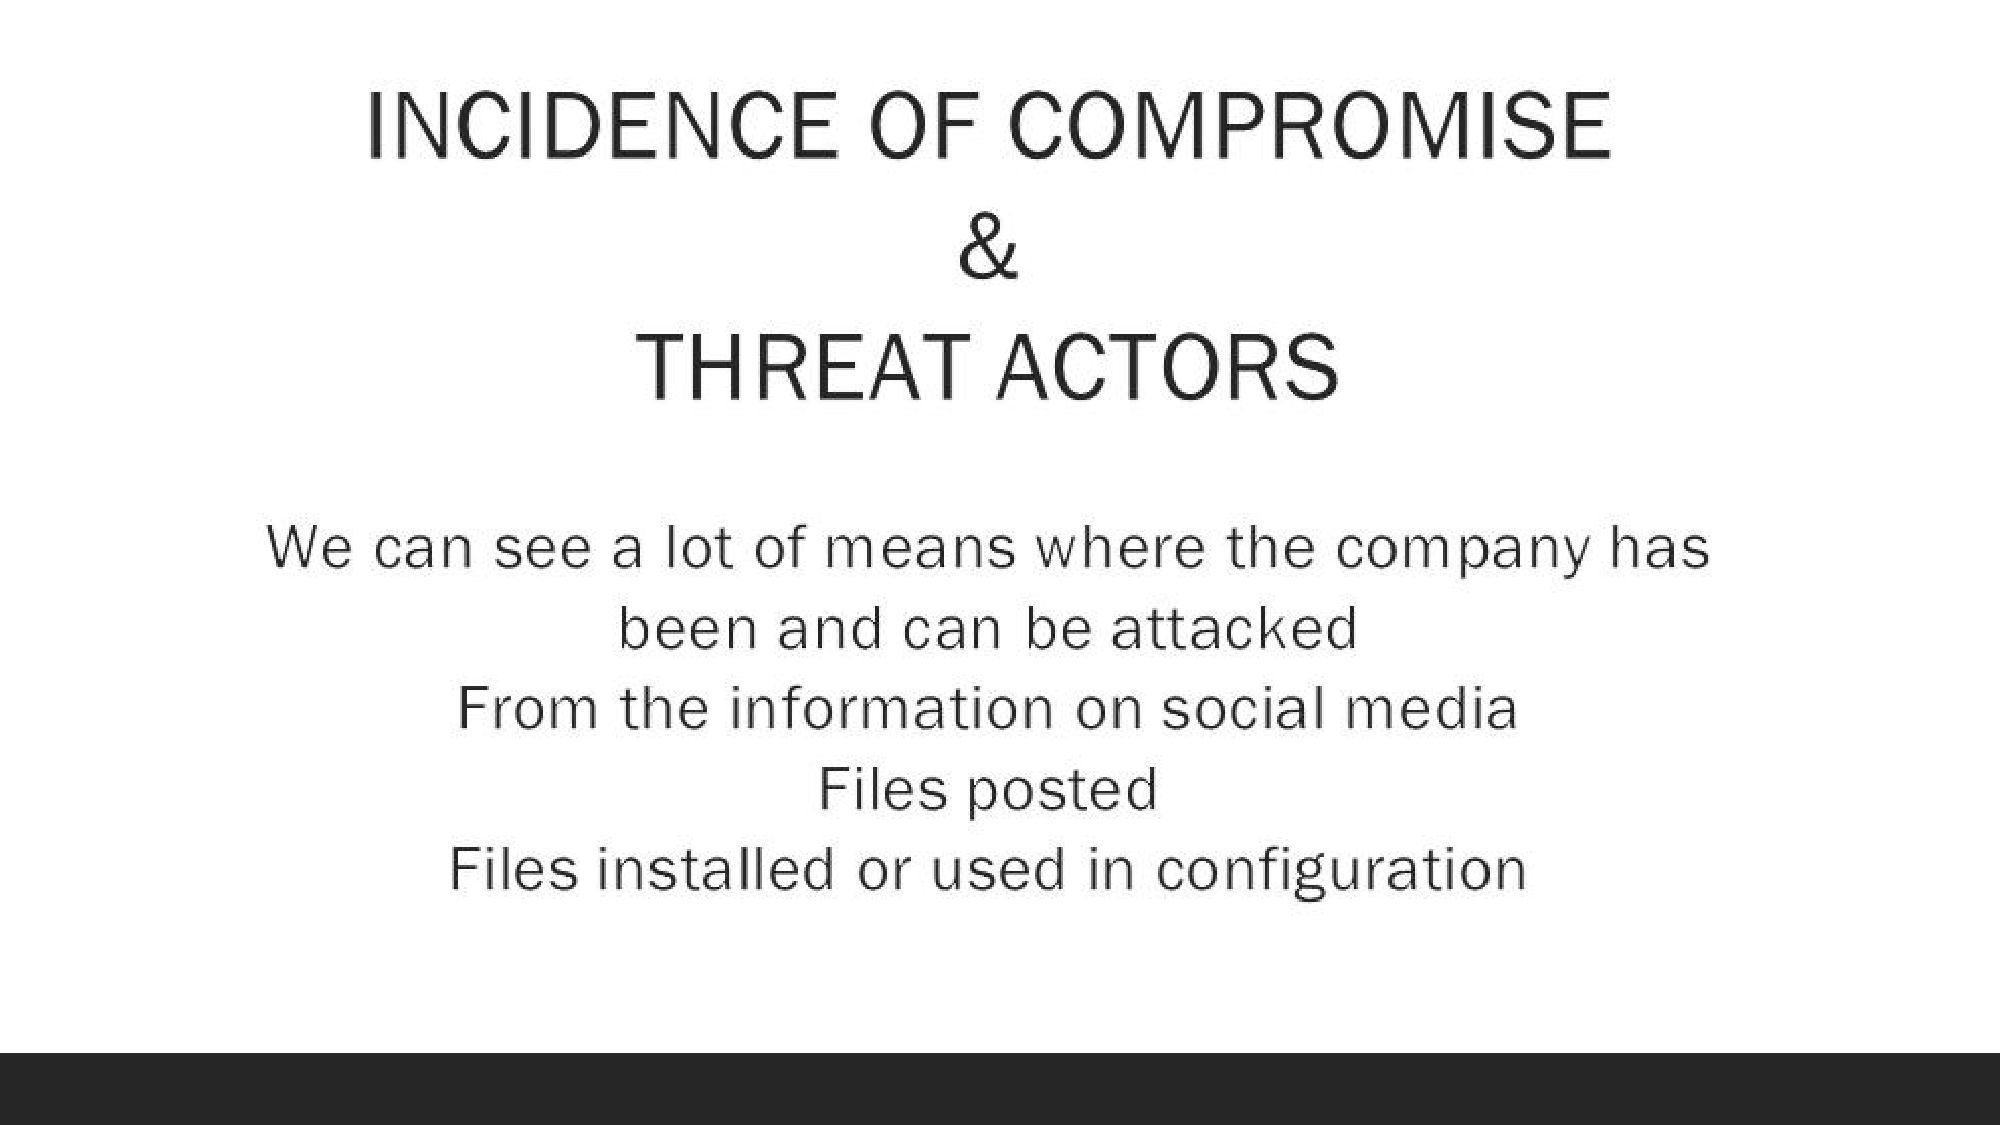 INCIDENCE OF COMPROMISE
&
THREAT ACTORS
We can see a lot of means where the company has
been and can be attacked
From the information on social media
Files posted
Files installed or used in configuration